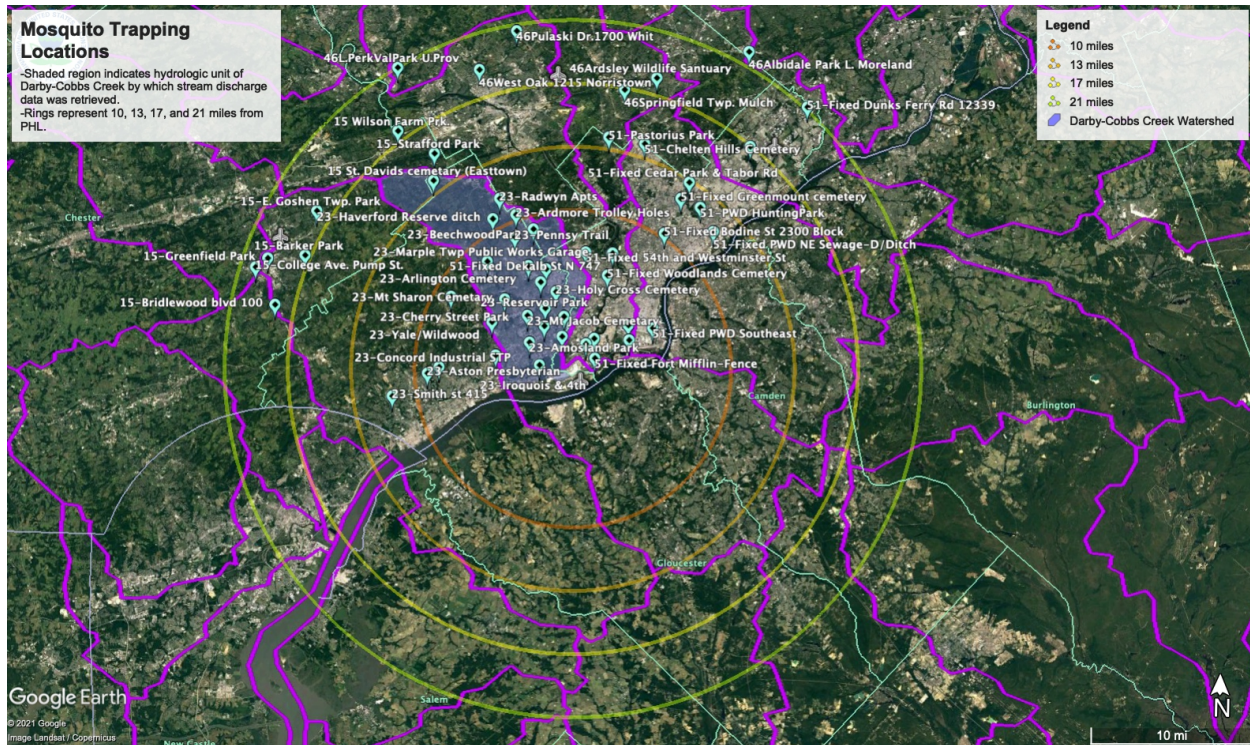 Mosquito Trapping
Locations
-Shaded region indicates hydrologic unit of
Darby-Cobbs Creek by which stream discharge
data was retrieved.
-Rings represent 10, 13, 17, and 21 miles from
PHL.
Legend
10 miles
13 miles
17 miles
21 miles
Darby-Cobbs Creek Watershed
46Pulaski Dr.1700 Whit
46L.PerkValPark U.Prov
46West Oak 1215 Norristown
46Ardsley Wildlife Santuary
46Albidale Park L. Moreland
46Springfield Twp. Mulch
51-Fixed Dunks Ferry Rd 12339
15 Wilson Farm Prk
15-Strafford Park
51-Pastorius Park
51-Chelten Hills Cemetery
15 St. Davids cemetary (Easttown)
51-Fixed Cedar Park & Tabor Rd
15-E. Goshen Twp. Park
23-Radwyn Apts
51-Fixed Greenmount cemetery
Chester
23-Haverford Reserve ditch
23-Ardmore Trolley Holes
51-PWD HuntingPark
23-BeechwoodPark
23-Pennsy Trail
51-Fixed Bodine St 2300 Block
15-Barker Park
51-Fixed PWD NE Sewage-D/Ditch
15-Greenfield Park
23-Marple Twp Public Works Garage
51-Fixed 54th and Westminster St
15-College Ave. Pump St.
51-Fixed Dekalb St N 747
51-Fixed Woodlands Cemetery
23-Arlington Cemetery
23-Holy Cross Cemetery
15-Bridlewood blvd 100
23-Mt Sharon Cemetary
23-Reservoir Park
23-Cherry Street Park
23-Mt Jacob Cemetary
23-Yale/Wildwood
51-Fixed PWD Southeast
23-Amosland Park
23-Concord Industrial STP
51-Fixed Fort Mifflin-Fence
23-Aston Presbyterian
23-Iroquois & 4th
23-Smith st 415
Camden
Burlington
Gloucester
Salem
New Castle
Google Earth
© 2021 Google
Image Landsat / Copernicus
N
10 mi